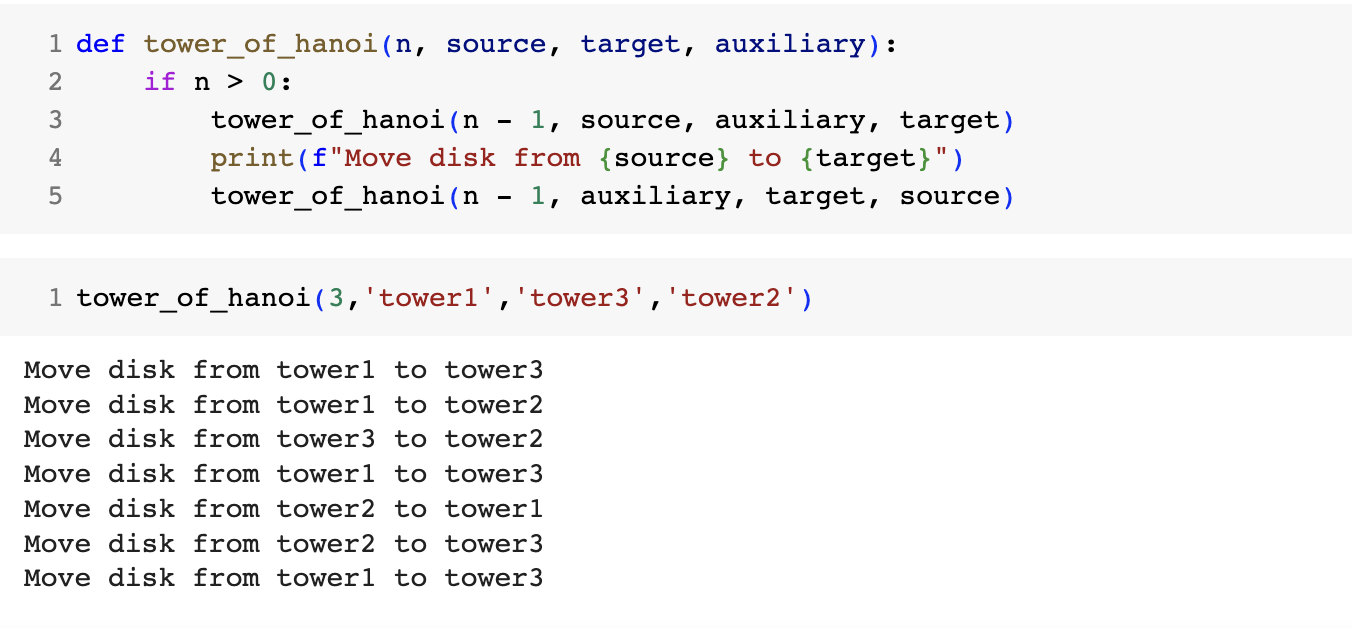 1 def tower_of_hanoi(n, source, target, auxiliary):
2     if n > 0:
3         tower_of_hanoi(n - 1, source, auxiliary, target)
4         print(f"Move disk from {source} to {target}")
5         tower_of_hanoi(n - 1, auxiliary, target, source)
1 tower_of_hanoi(3,'tower1','tower3','tower2')
Move disk from tower1 to tower3
Move disk from tower1 to tower2
Move disk from tower3 to tower2
Move disk from tower1 to tower3
Move disk from tower2 to tower1
Move disk from tower2 to tower3
Move disk from tower1 to tower3